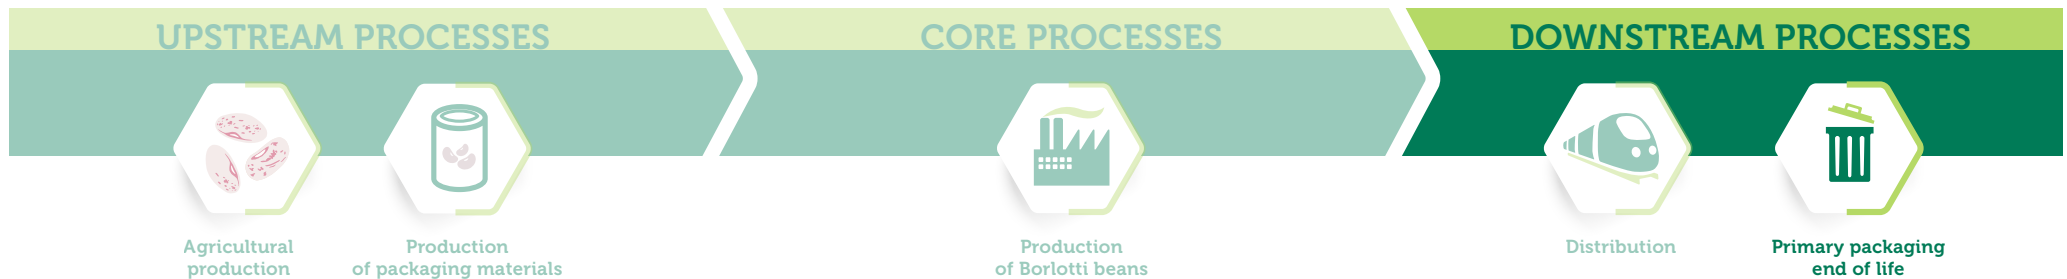 UPSTREAM PROCESSES
CORE PROCESSES
DOWNSTREAM PROCESSES
Agricultural
production
Production
of packaging materials
Production
of Borlotti beans
Distribution
Primary packaging
end of life